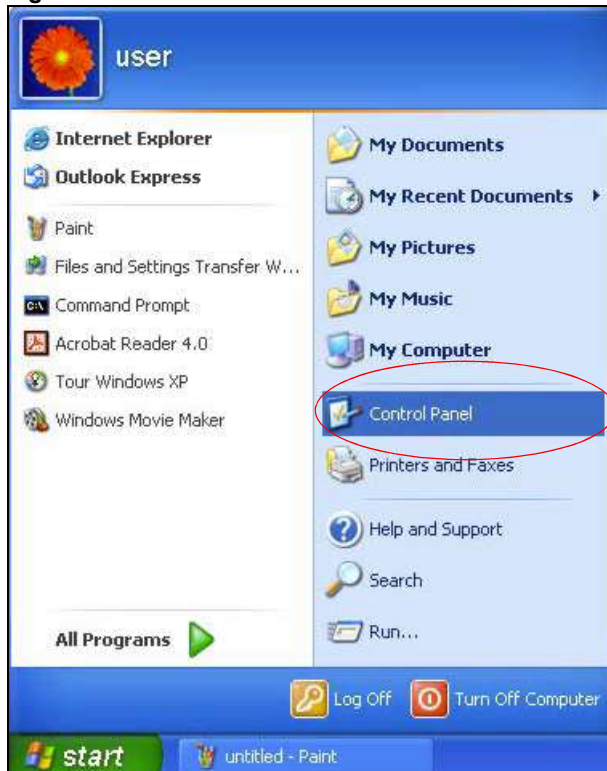 user
Internet Explorer
Outlook Express
Paint
Files and Settings Transfer W...
Command Prompt
Acrobat Reader 4.0
Tour Windows XP
Windows Movie Maker
All Programs
My Documents
My Recent Documents
My Pictures
My Music
My Computer
Control Panel
Printers and Faxes
Help and Support
Search
Run...
Log Off
Turn Off Computer
start
untitled - Paint